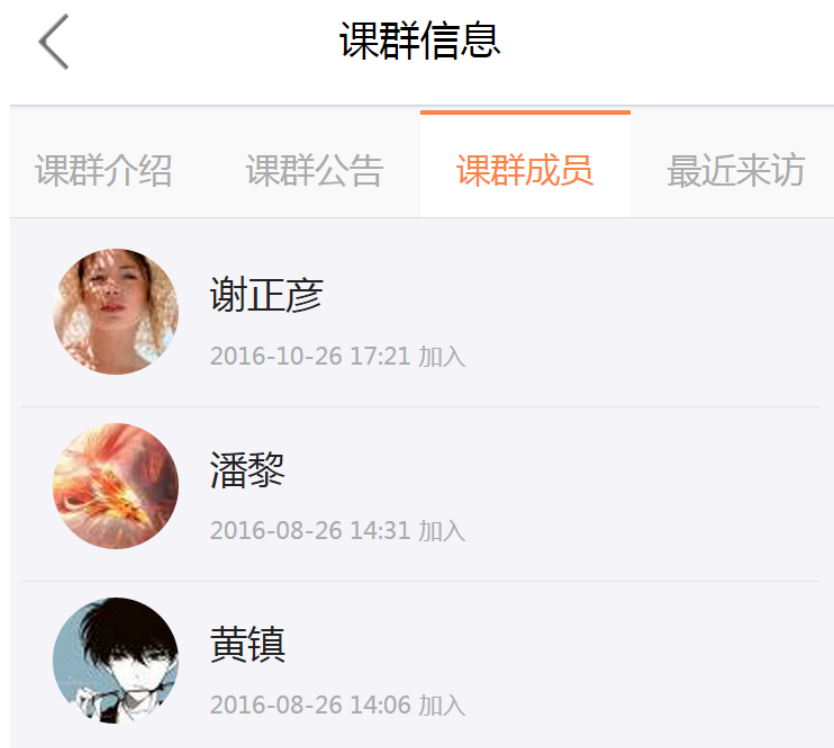 课群信息
课群介绍 课群公告 课群成员 最近来访
谢正彦
2016-10-26 17:21 加入
潘黎
2016-08-26 14:31 加入
黄镇
2016-08-26 14:06 加入